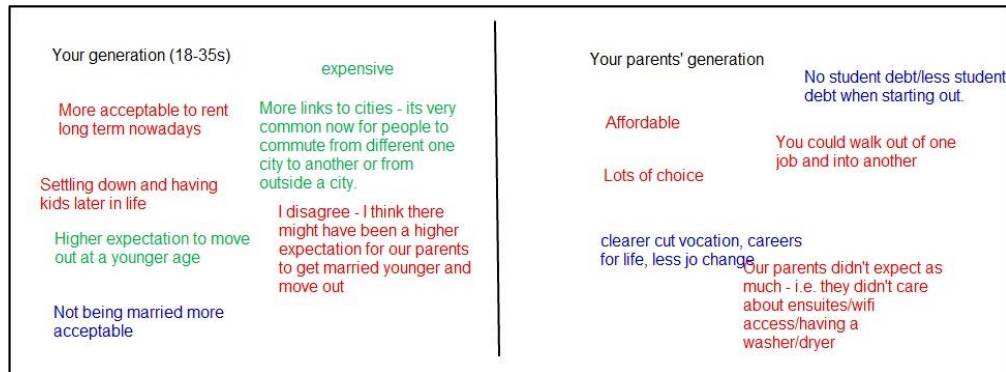 Your generation (18-35s)
expensive
More acceptable to rent
long term nowadays
More links to cities - its very
common now for people to
commute from different one
city to another or from
outside a city.
Settling down and having
kids later in life
Higher expectation to move
out at a younger age
I disagree - I think there
might have been a higher
expectation for our parents
to get married younger and
move out
Not being married more
acceptable
Your parents' generation
No student debt/less student
debt when starting out.
Affordable
You could walk out of one
job and into another
Lots of choice
clearer cut vocation, careers
for life, less jo change
Our parents didn't expect as
much - i.e. they didn't care
about ensuites/wifi
access/having a
washer/dryer